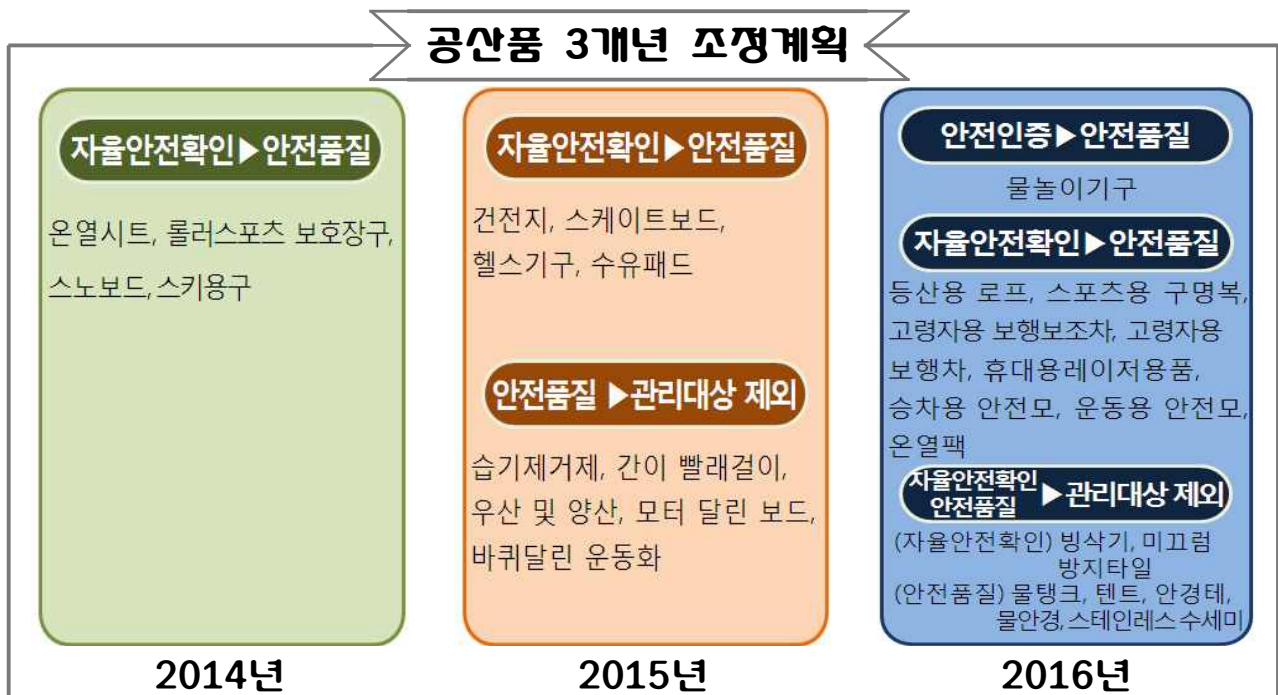 공산품 3개년 조정계획
자율안전확인▶안전품질
온열시트, 롤러스포츠 보호장구,
스노보드, 스키용구
2014년
자율안전확인▶안전품질
건전지, 스케이트보드,
헬스기구, 수유패드
안전품질 ▶관리대상 제외
습기제거제, 간이 빨래걸이,
우산 및 양산, 모터 달린 보드,
바퀴달린 운동화
2015년
안전인증▶안전품질
물놀이기구
자율안전확인▶안전품질
등산용 로프, 스포츠용 구명복,
고령자용 보행보조차, 고령자용
보행차, 휴대용레이저용품,
승차용 안전모, 운동용 안전모,
온열팩
자율안전확인
안전품질 ▶관리대상 제외
(자율안전확인) 빙삭기, 미끄럼
방지타일
(안전품질) 물탱크, 텐트, 안경테,
물안경, 스테인레스 수세미
2016년